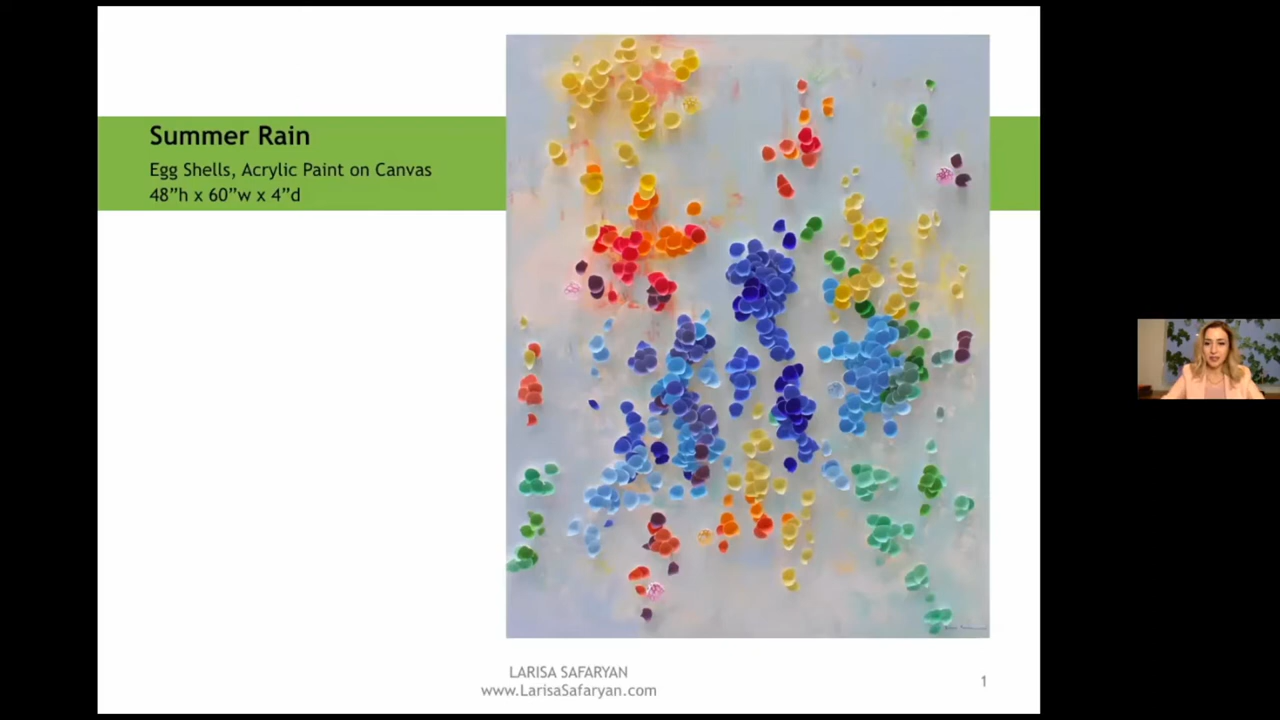 Summer Rain
Egg Shells, Acrylic Paint on Canvas
48”h x 60”w x 4”d
LARISA SAFARYAN
www.LarisaSafaryan.com
1